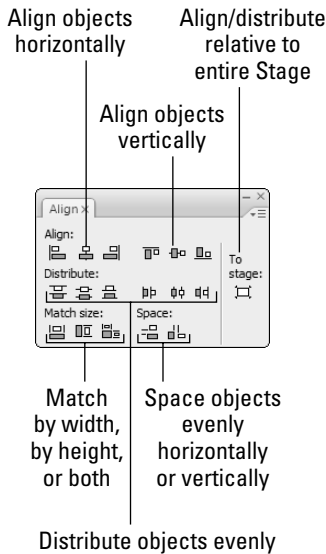 Align objects
horizontally
Align/distribute
relative to
entire Stage
Align objects
vertically
Align ×
Align:
To
stage:
Distribute:
Match size:
Space:
Match
by width,
by height,
or both
Space objects
evenly
horizontally
or vertically
Distribute objects evenly